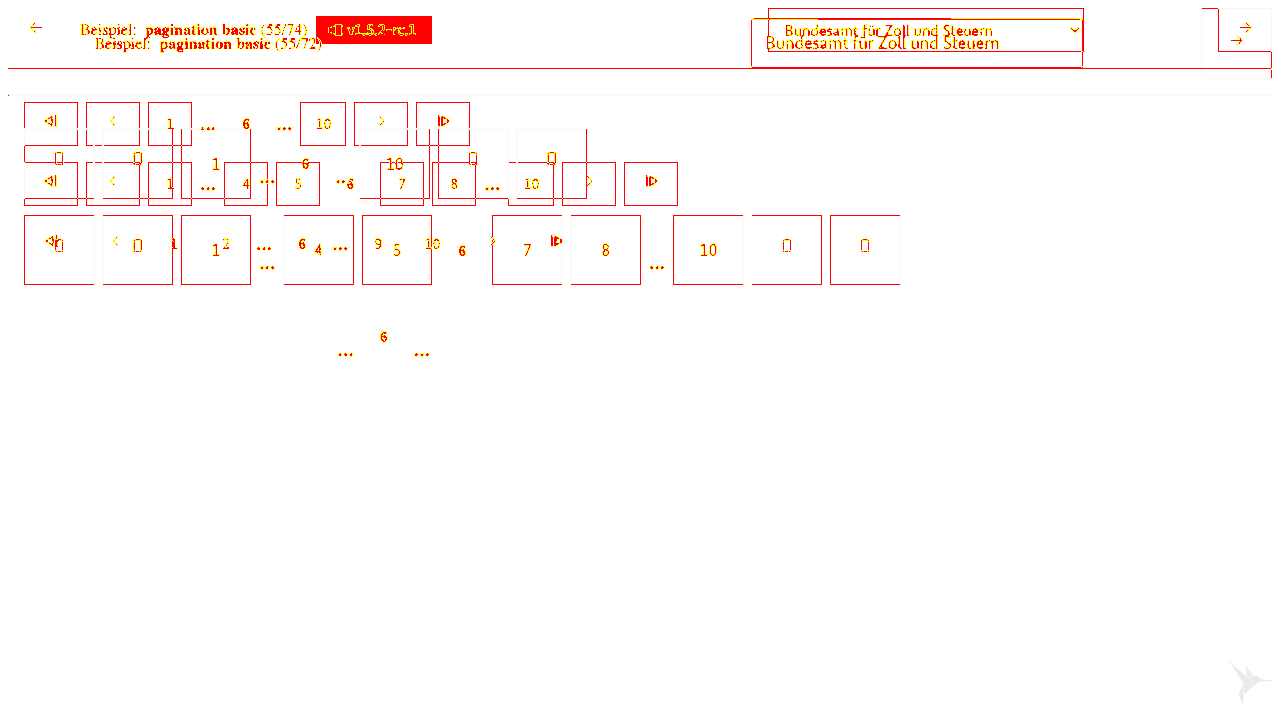 Beispiel: pagination basic (55/74) v1.5.2-rc.1 Bundesamt für Zoll und Steuern
Beispiel: pagination basic (55/72) Bundesamt für Zoll und Steuern
1 ... 6 ... 10
1 ... 6 ... 10
1 ... 4 5 6 7 8 ... 10
1 2 ... 6 ... 9 10
1 ... 4 5 6 7 8 ... 10
... 6 ...